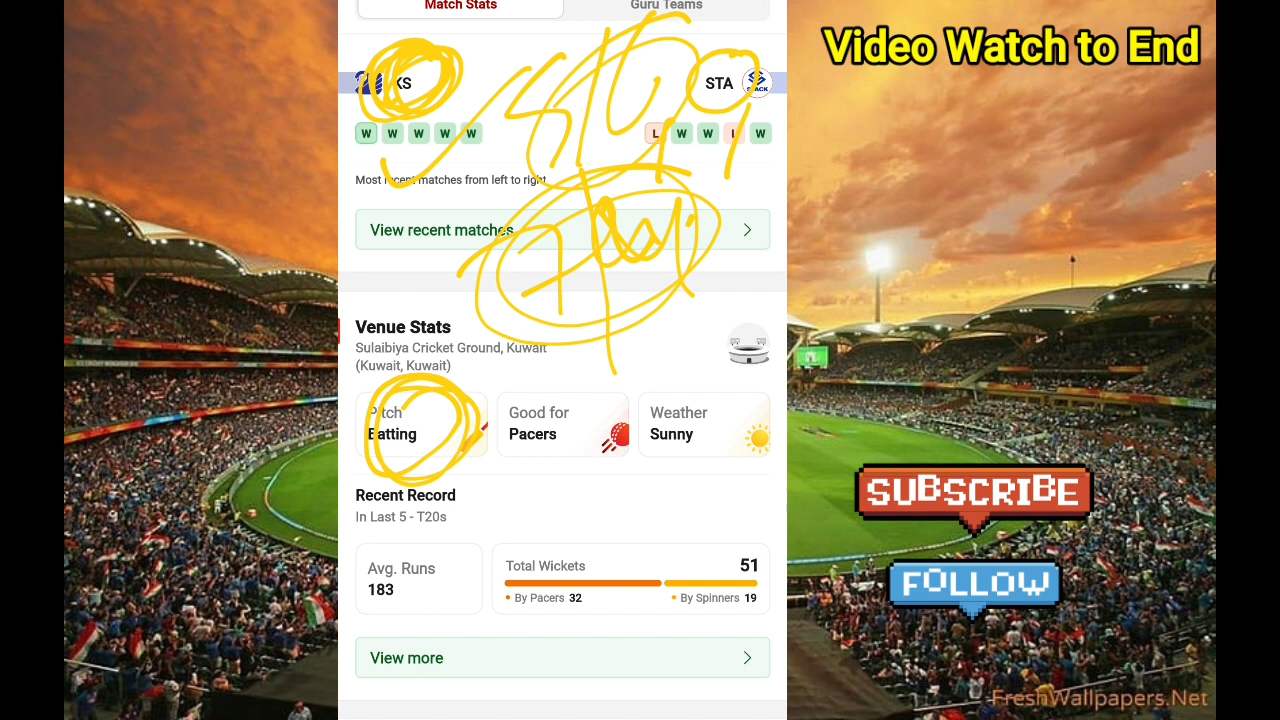 Match Stats
Guru Teams
Video Watch to End
KS
STA
STACK
W W W W W
L W W L W
Most recent matches from left to right
View recent matches
Venue Stats
Sulaibiya Cricket Ground, Kuwait
(Kuwait, Kuwait)
Pitch
Batting
Good for
Pacers
Weather
Sunny
SUBSCRIBE
Recent Record
In Last 5 - T20s
FOLLOW
Avg. Runs
183
Total Wickets
51
• By Pacers 32
• By Spinners 19
View more
FreshWallpapers.Net